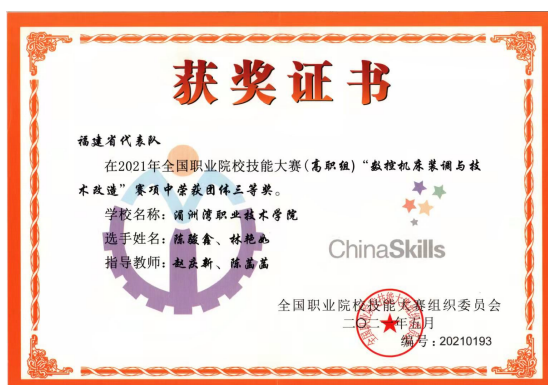 获奖证书
福建省代表队
在2021年全国职业院校技能大赛(高职组)“数控机床装调与技
术改造”赛项中荣获团体三等奖。
学校名称：湄洲湾职业技术学院
选手姓名：陈骏鑫、林艳如
指导教师：赵庆新、陈菡菡
ChinaSkills
全国职业院校技能大赛组织委员会
二〇二一年五月
编号：20210193